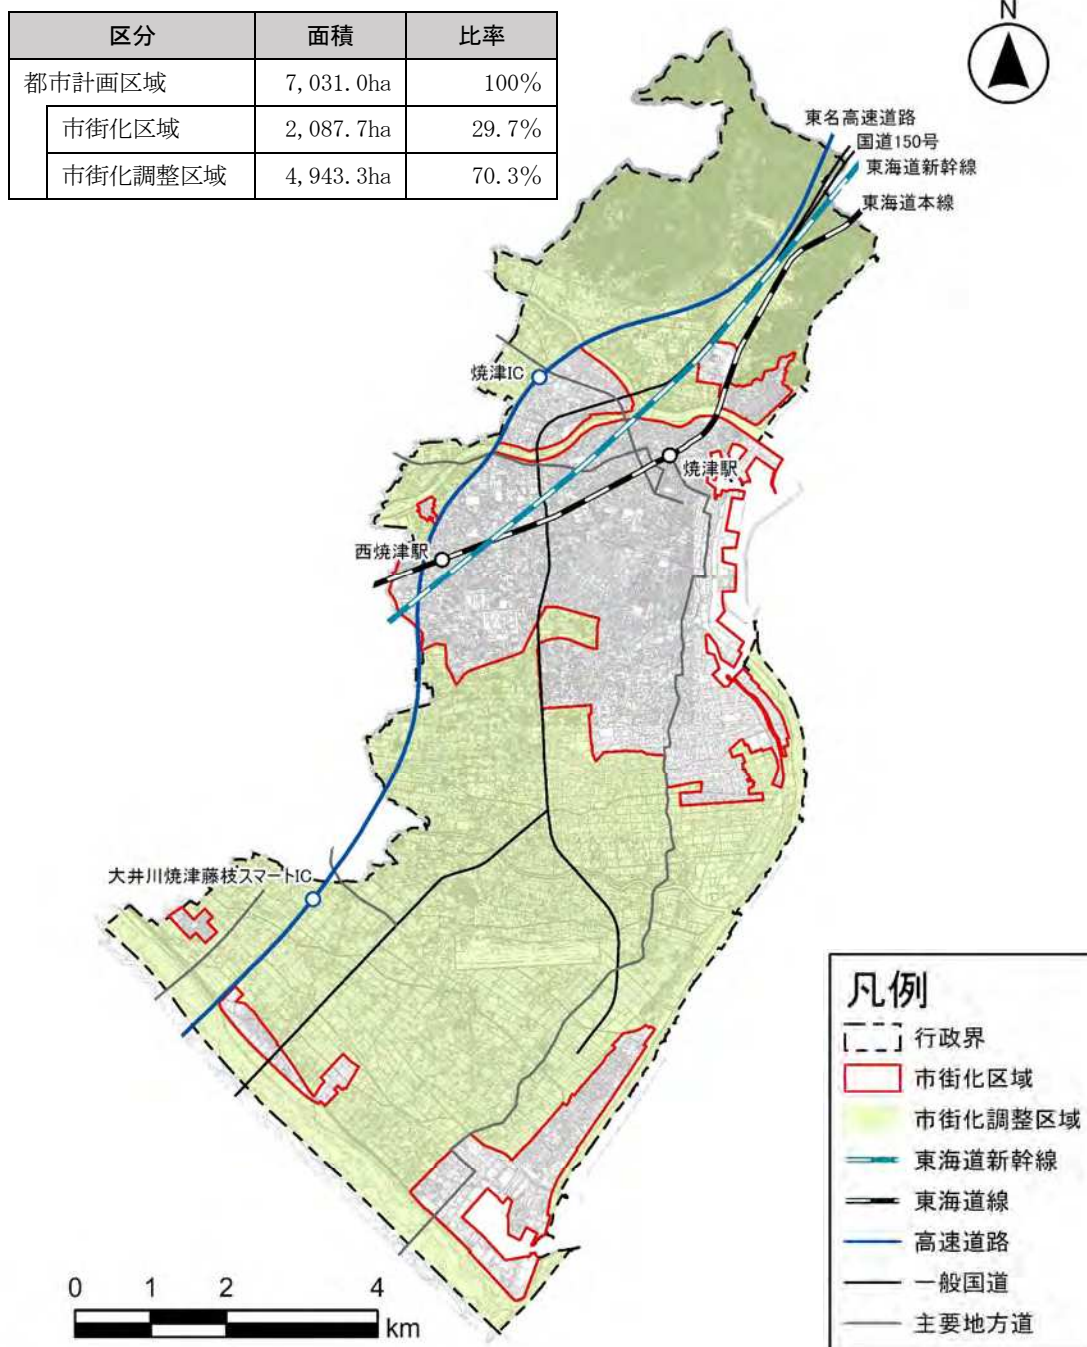 区分 面積 比率
都市計画区域 7,031.0ha 100%
市街化区域 2,087.7ha 29.7%
市街化調整区域 4,943.3ha 70.3%
N
東名高速道路
国道150号
東海道新幹線
東海道本線
焼津IC
焼津駅
西焼津駅
大井川焼津藤枝スマートIC
凡例
行政界
市街化区域
市街化調整区域
東海道新幹線
東海道線
高速道路
一般国道
主要地方道
0 1 2 4
km